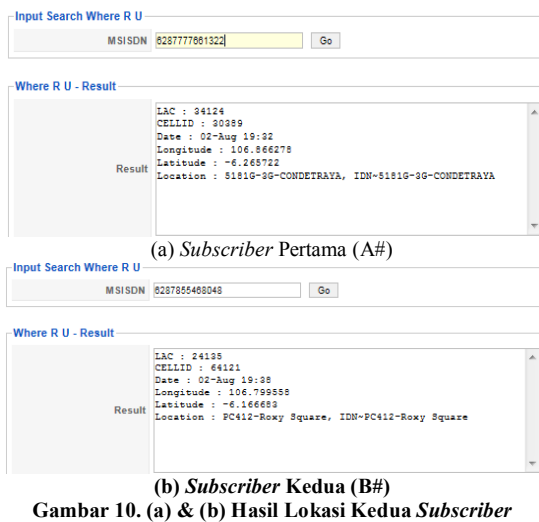 Input Search Where R U
MSISDN 6287777661322 Go
Where R U - Result
LAC : 34124
CELLID : 30389
Date : 02-Aug 19:32
Longitude : 106.866278
Latitude : -6.265722
Result
Location : 5181G-3G-CONDETRAYA, IDN~5181G-3G-CONDETRAYA
(a) Subscriber Pertama (A#)
Input Search Where R U
MSISDN 6287855468048 Go
Where R U - Result
LAC : 24135
CELLID : 64121
Date : 02-Aug 19:38
Longitude : 106.799558
Latitude : -6.166683
Result
Location : PC412-Roxy Square, IDN~PC412-Roxy Square
(b) Subscriber Kedua (B#)
Gambar 10. (a) & (b) Hasil Lokasi Kedua Subscriber